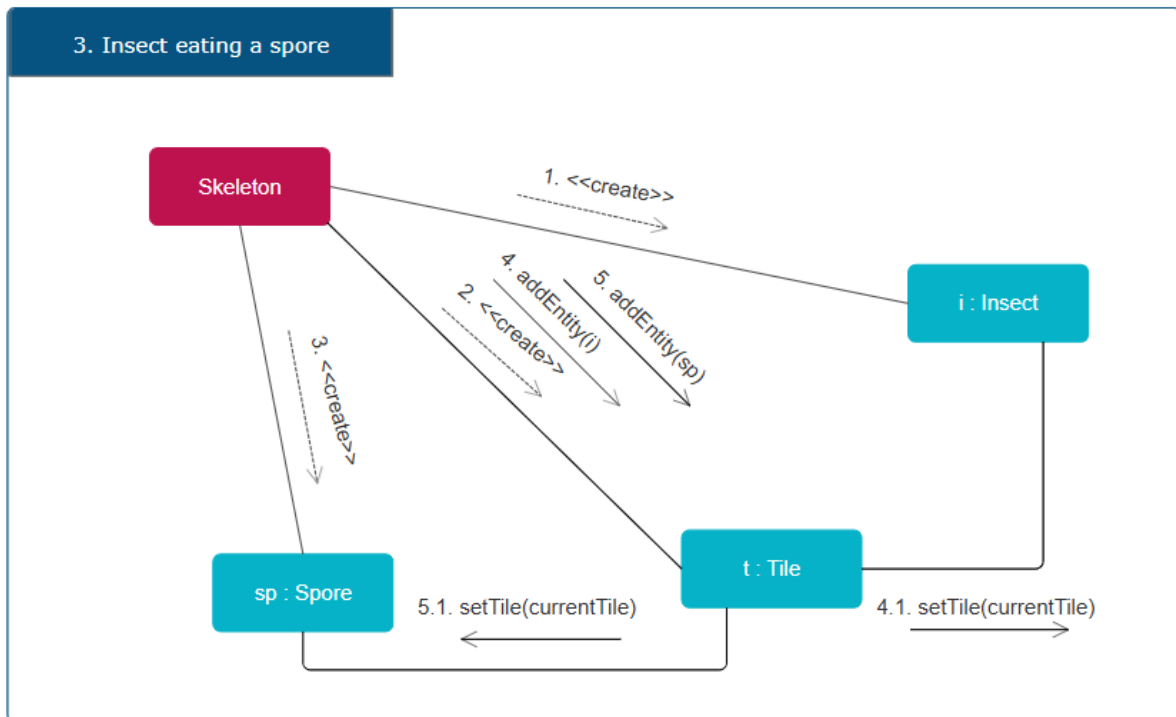 3. Insect eating a spore
Skeleton
1. <<create>>
4. addEntity(i)
5. addEntity(sp)
2. <<create>>
i : Insect
3. <<create>>
t : Tile
sp : Spore
5.1. setTile(currentTile)
4.1. setTile(currentTile)